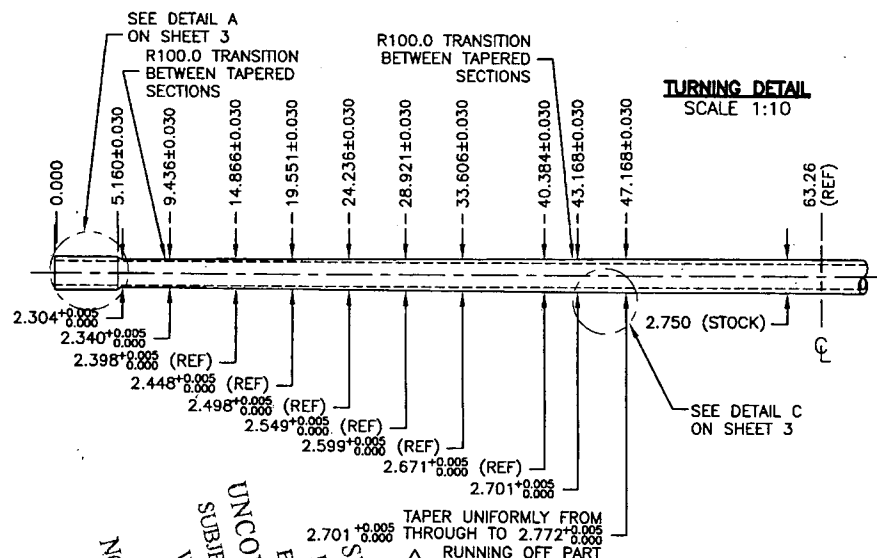 SEE DETAIL A
ON SHEET 3
R100.0 TRANSITION
BETWEEN TAPERED
SECTIONS
R100.0 TRANSITION
BETWEEN TAPERED
SECTIONS
TURNING DETAIL
SCALE 1:10
0.000
5.160±0.030
9.436±0.030
14.866±0.030
19.551±0.030
24.236±0.030
28.921±0.030
33.606±0.030
40.384±0.030
43.168±0.030
47.168±0.030
63.26
(REF)
2.304+0.005 0.000
2.340+0.005 0.000
2.398+0.005 0.000 (REF)
2.448+0.005 0.000 (REF)
2.498+0.005 0.000 (REF)
2.549+0.005 0.000 (REF)
2.599+0.005 0.000 (REF)
2.671+0.005 0.000 (REF)
2.701+0.005 0.000
2.750 (STOCK)
℄
SEE DETAIL C
ON SHEET 3
TAPER UNIFORMLY FROM
2.701 +0.005 0.000 THROUGH TO 2.772+0.005 0.000
RUNNING OFF PART
UNCO
SUBJE